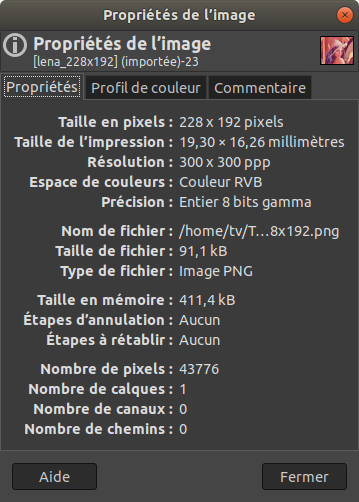 Propriétés de l'image
Propriétés de l'image
[lena_228x192] (importée)-23
Propriétés Profil de couleur Commentaire
Taille en pixels : 228 x 192 pixels
Taille de l'impression : 19,30 × 16,26 millimètres
Résolution : 300 x 300 ppp
Espace de couleurs : Couleur RVB
Précision : Entier 8 bits gamma
Nom de fichier : /home/tv/T…8x192.png
Taille de fichier : 91,1 kB
Type de fichier : Image PNG
Taille en mémoire : 411,4 kB
Étapes d'annulation : Aucun
Étapes à rétablir : Aucun
Nombre de pixels : 43776
Nombre de calques : 1
Nombre de canaux : 0
Nombre de chemins : 0
Aide Fermer